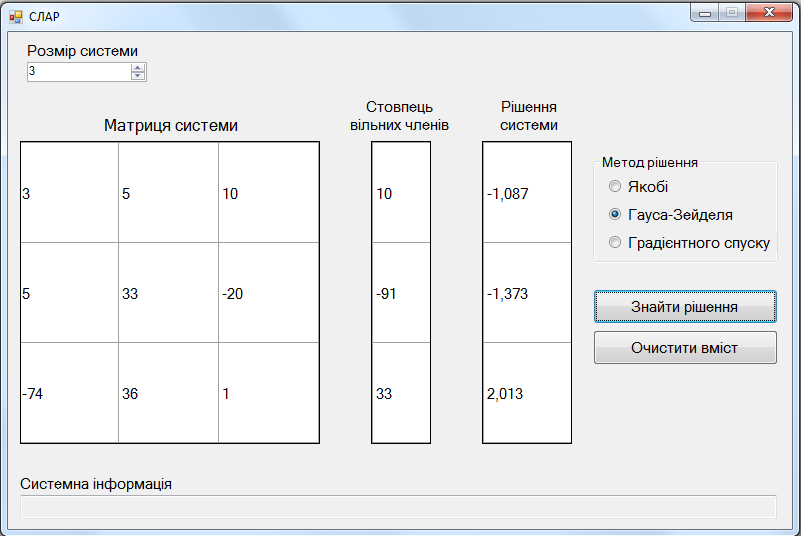 СЛАР
Розмір системи
3
Матриця системи
Стовпець
вільних членів
Рішення
системи
3 5 10 10 -1,087
5 33 -20 -91 -1,373
-74 36 1 33 2,013
Метод рішення
Якобі
Гауса-Зейделя
Градієнтного спуску
Знайти рішення
Очистити вміст
Системна інформація